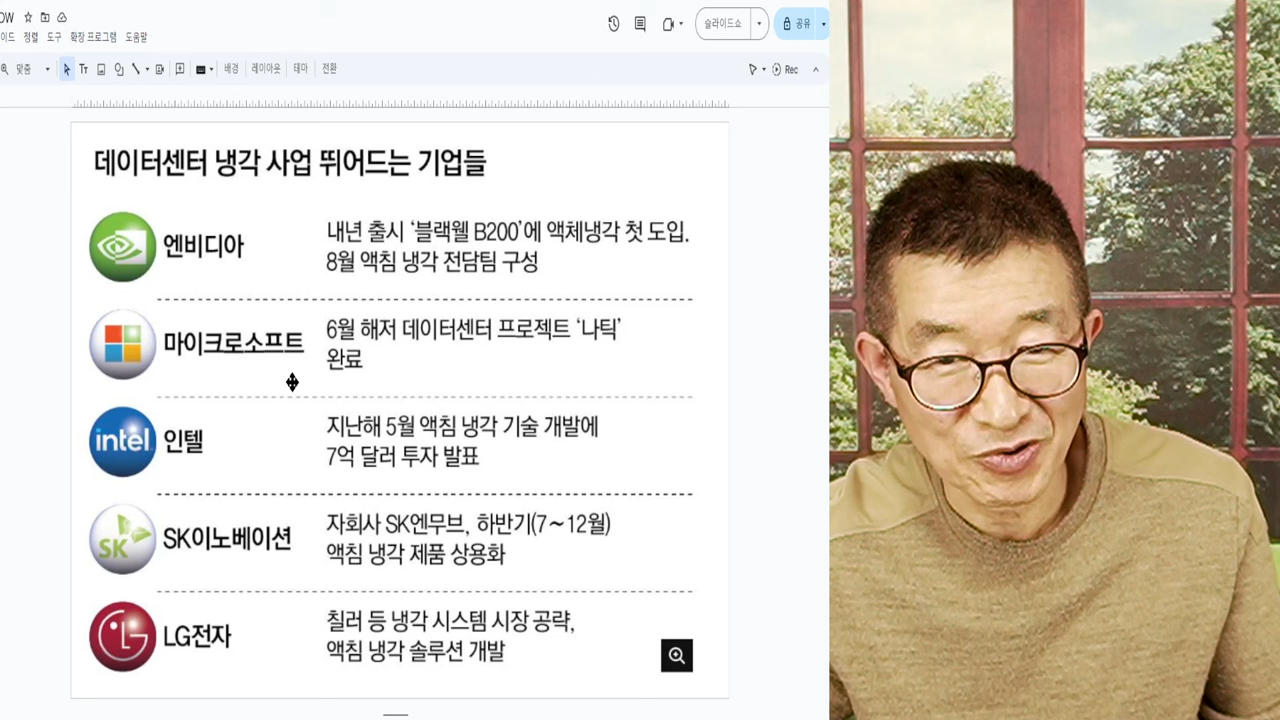 OW
이드 정렬 도구 확장 프로그램 도움말
슬라이드쇼
공유
맞춤
Tr
배경 레이아웃 테마 전환
Rec
데이터센터 냉각 사업 뛰어드는 기업들
엔비디아
내년 출시 ‘블랙웰 B200’에 액체냉각 첫 도입.
8월 액침 냉각 전담팀 구성
마이크로소프트
6월 해저 데이터센터 프로젝트 ‘나틱’
완료
intel
인텔
지난해 5월 액침 냉각 기술 개발에
7억 달러 투자 발표
SK
SK이노베이션
자회사 SK엔무브, 하반기(7~12월)
액침 냉각 제품 상용화
LG전자
칠러 등 냉각 시스템 시장 공략,
액침 냉각 솔루션 개발